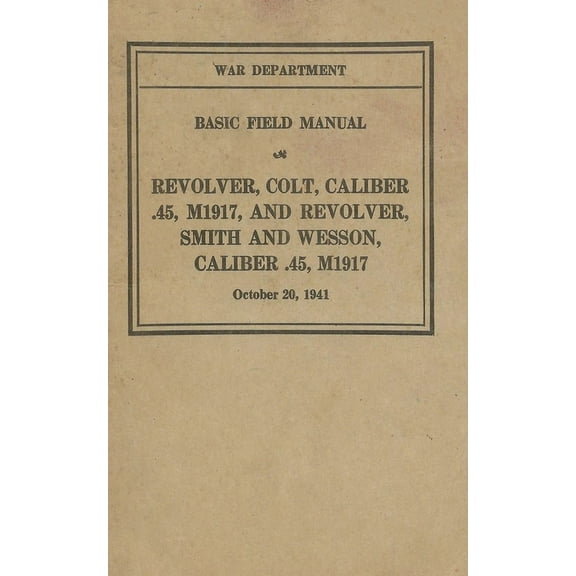 WAR DEPARTMENT
BASIC FIELD MANUAL
REVOLVER, COLT, CALIBER
.45, M1917, AND REVOLVER,
SMITH AND WESSON,
CALIBER .45, M1917
October 20, 1941